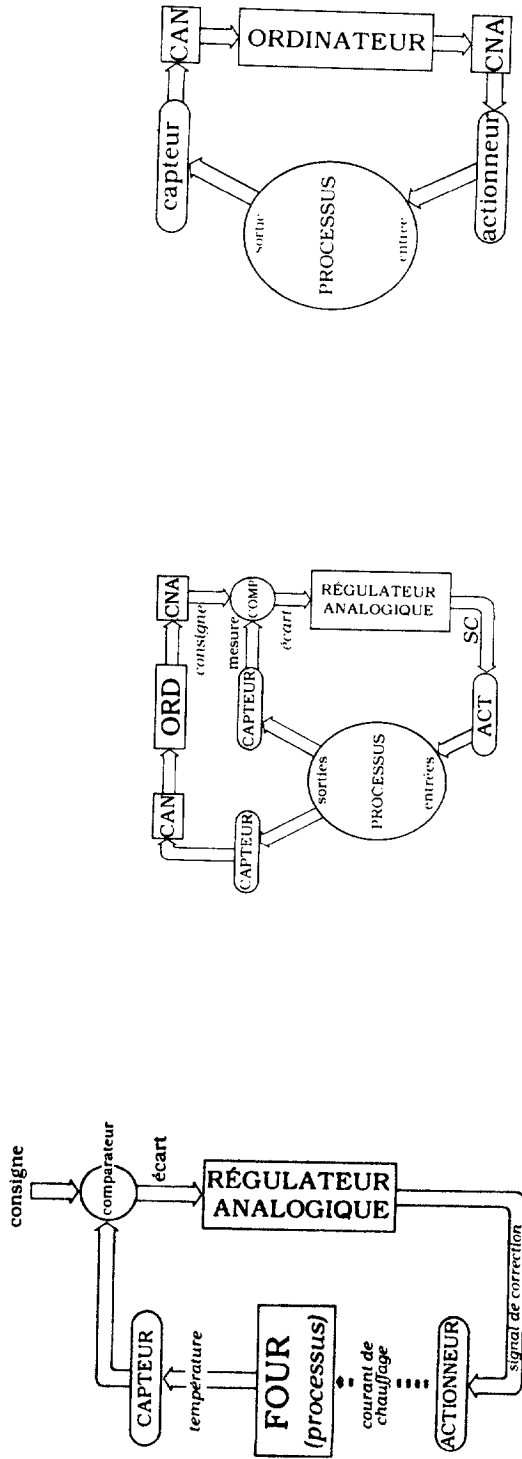 consigne
comparateur
écart
CAPTEUR
température
RÉGULATEUR
ANALOGIQUE
FOUR
(processus)
courant de
chauffage
ACTIONNEUR
signal de correction
CAN
ORD
CNA
consigne
mesure
COMP
écart
CAPTEUR
CAPTEUR
RÉGULATEUR
ANALOGIQUE
sorties
PROCESSUS
entrées
SC
ACT
CAN
ORDINATEUR
CNA
capteur
sortie
PROCESSUS
entrée
actionneur